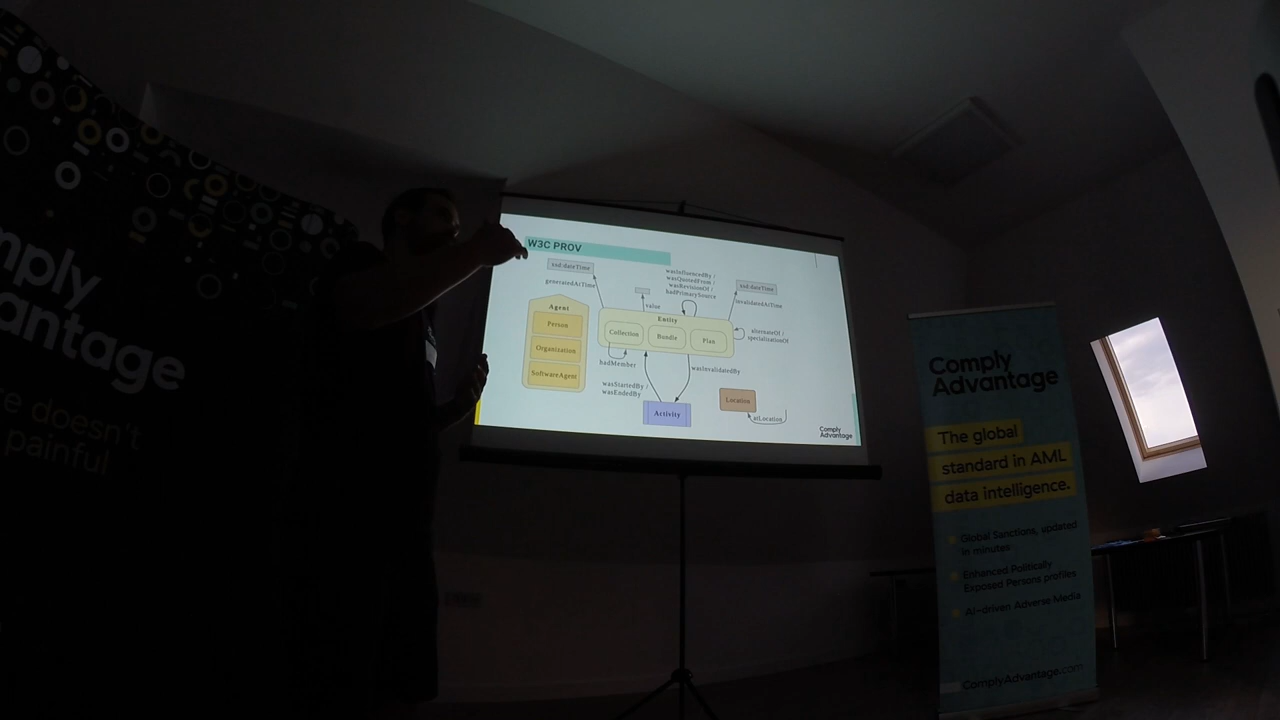 mply
antage
e doesn't
painful
W3C PROV
xsd:dateTime
generatedAtTime
wasInfluencedBy /
wasQuotedFrom /
wasRevisionOf /
hadPrimarySource
xsd:dateTime
invalidatedAtTime
value
Agent
Person
Organization
SoftwareAgent
Entity
Collection
Bundle
Plan
alternateOf /
specializationOf
hadMember
wasInvalidatedBy
wasStartedBy /
wasEndedBy
Activity
Location
atLocation
Comply
Advantage
Comply
Advantage
The global
standard in AML
data intelligence.
Global Sanctions, updated
in minutes
Enhanced Politically
Exposed Persons profiles
AI-driven Adverse Media
ComplyAdvantage.com